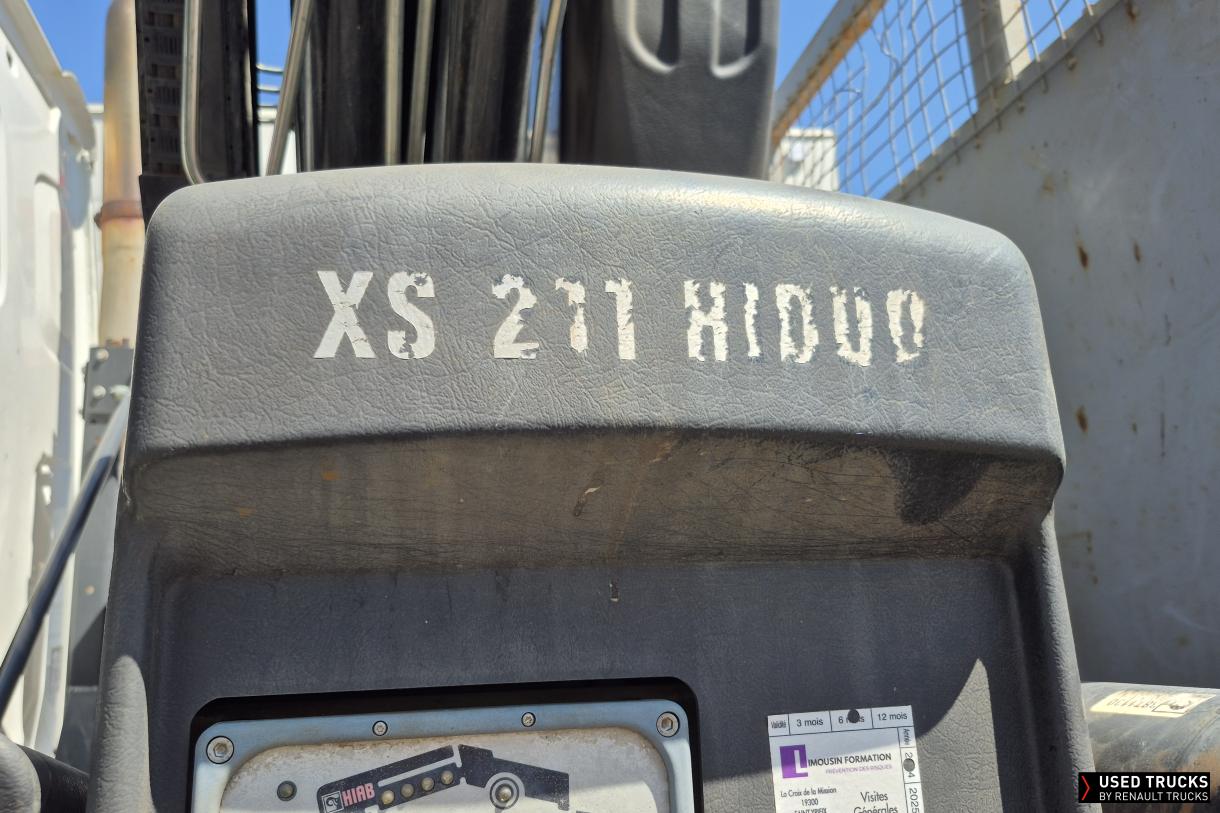 XS 211 HIDUO
HIAB
Validité
3 mois
6 mois
12 mois
LIMOUSIN FORMATION
PRÉVENTION DES RISQUES
La Croix de la Mission
19300
Visites
Générales
2025
USED TRUCKS
BY RENAULT TRUCKS